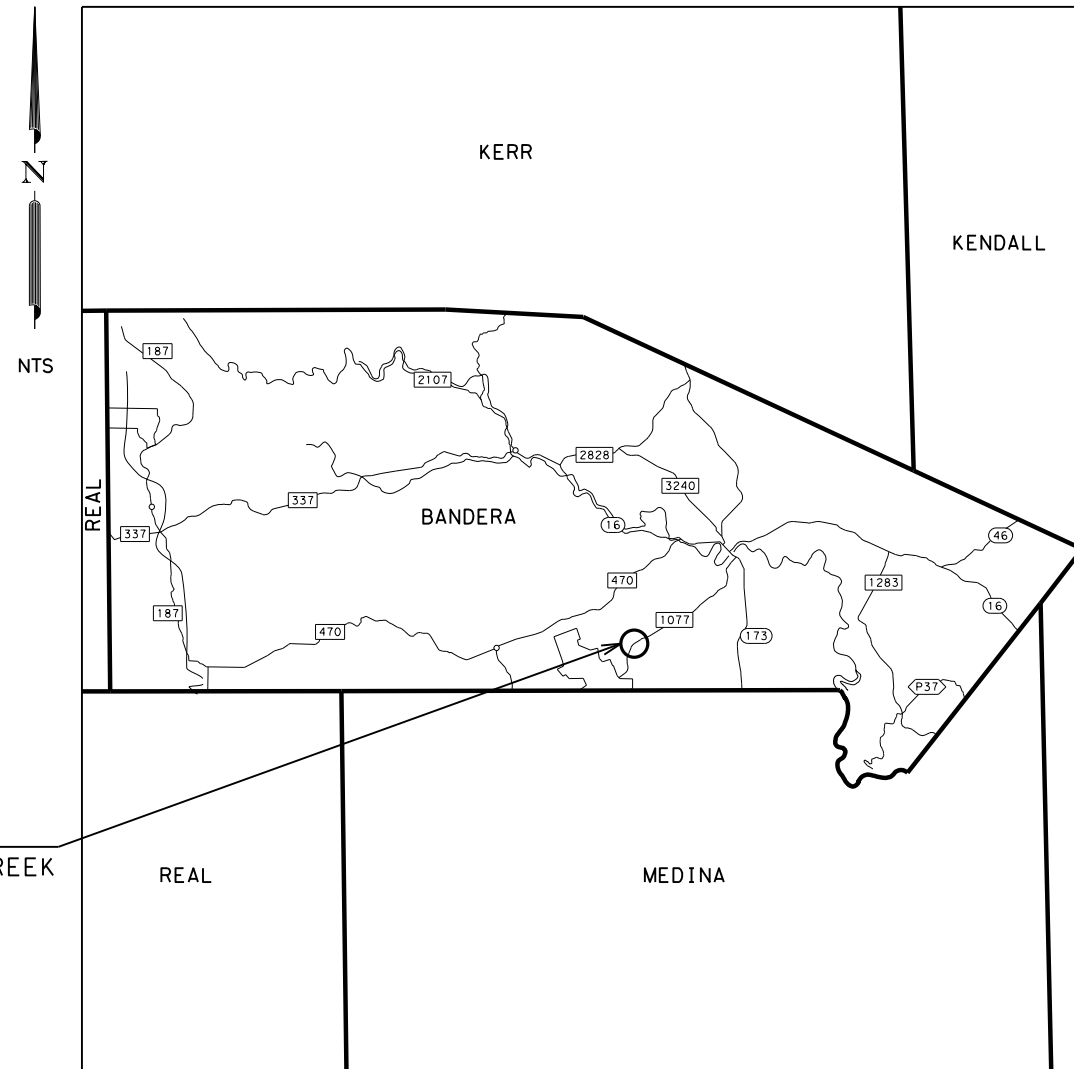 N
NTS
KERR
KENDALL
187
2107
2828
3240
REAL
337
BANDERA
16
337
46
470
1283
187
1077
16
470
173
P37
REAL
MEDINA